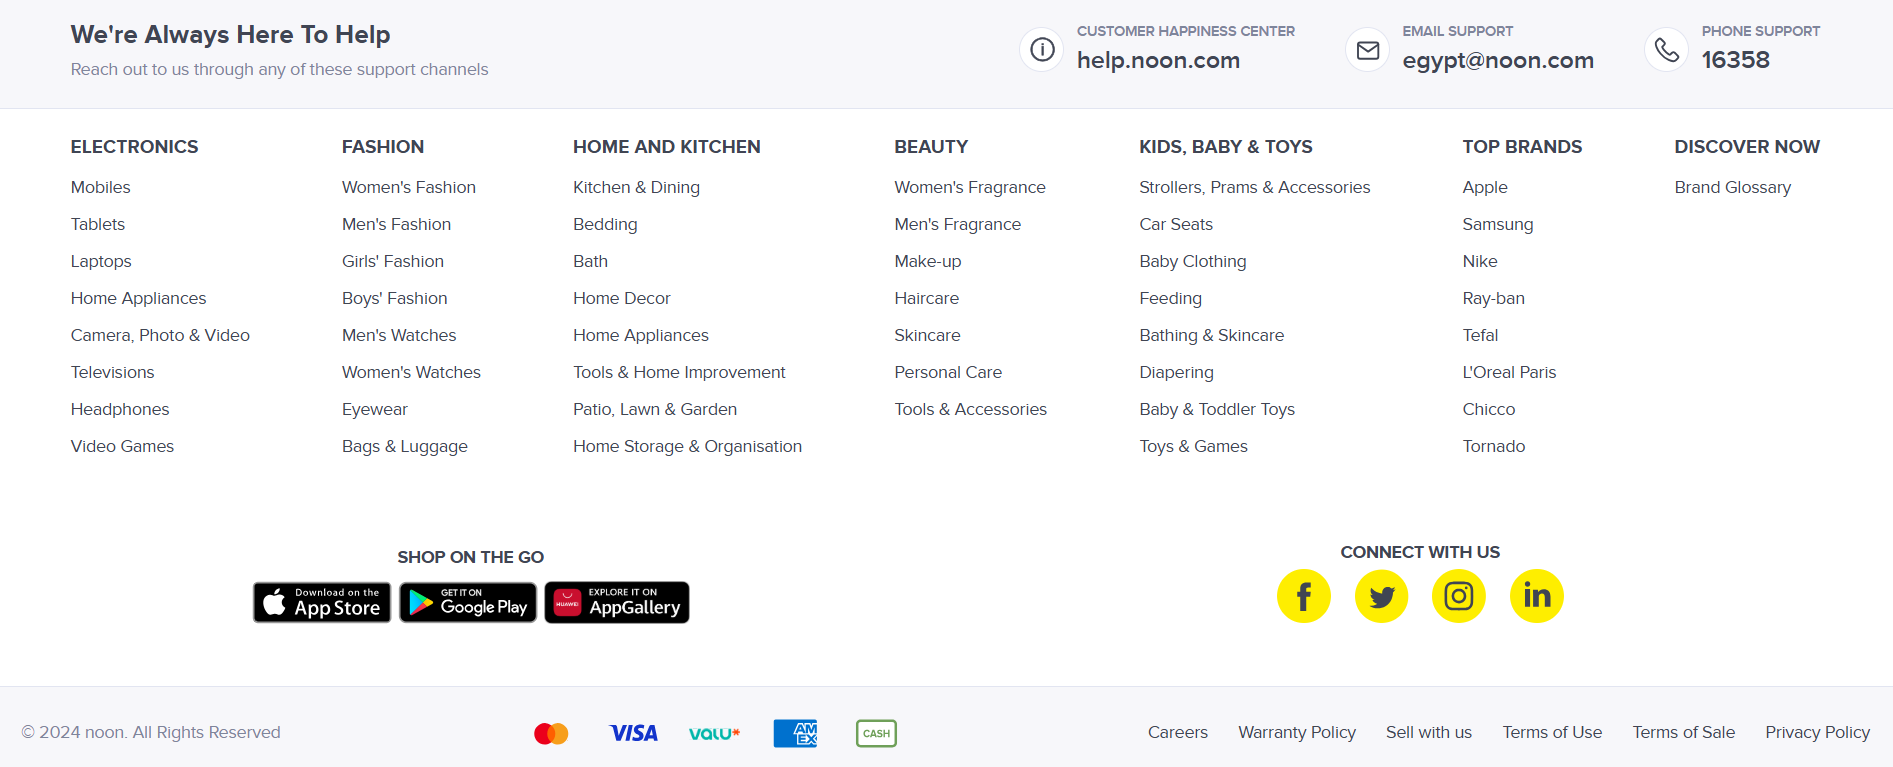 We're Always Here To Help
Reach out to us through any of these support channels
CUSTOMER HAPPINESS CENTER
help.noon.com
EMAIL SUPPORT
egypt@noon.com
PHONE SUPPORT
16358
ELECTRONICS
Mobiles
Tablets
Laptops
Home Appliances
Camera, Photo & Video
Televisions
Headphones
Video Games
FASHION
Women's Fashion
Men's Fashion
Girls' Fashion
Boys' Fashion
Men's Watches
Women's Watches
Eyewear
Bags & Luggage
HOME AND KITCHEN
Kitchen & Dining
Bedding
Bath
Home Decor
Home Appliances
Tools & Home Improvement
Patio, Lawn & Garden
Home Storage & Organisation
BEAUTY
Women's Fragrance
Men's Fragrance
Make-up
Haircare
Skincare
Personal Care
Tools & Accessories
KIDS, BABY & TOYS
Strollers, Prams & Accessories
Car Seats
Baby Clothing
Feeding
Bathing & Skincare
Diapering
Baby & Toddler Toys
Toys & Games
TOP BRANDS
Apple
Samsung
Nike
Ray-ban
Tefal
L'Oreal Paris
Chicco
Tornado
DISCOVER NOW
Brand Glossary
SHOP ON THE GO
Download on the
App Store
GET IT ON
Google Play
HUAWEI
EXPLORE IT ON
AppGallery
CONNECT WITH US
f
in
© 2024 noon. All Rights Reserved
VISA
valu*
AM
EX
CASH
Careers
Warranty Policy
Sell with us
Terms of Use
Terms of Sale
Privacy Policy